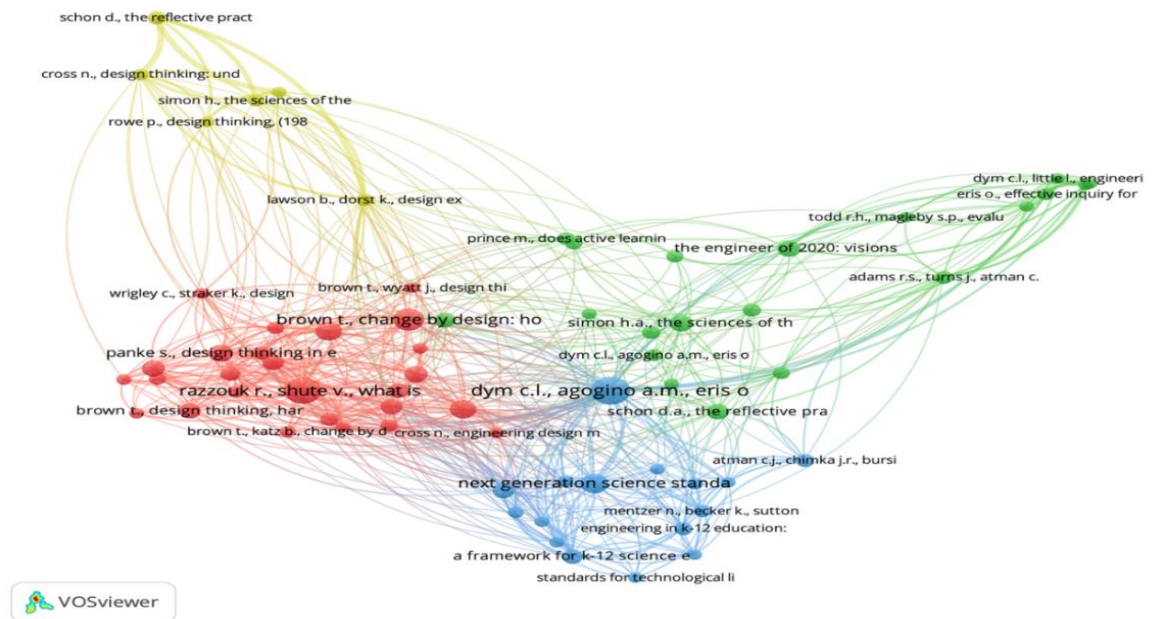 schon d., the reflective pract
cross n., design thinking: und
simon h., the sciences of the
rowe p., design thinking, (198
dym c.l., little l., engineeri
eris o., effective inquiry for
lawson b., dorst k., design ex
todd r.h., magleby s.p., evalu
prince m., does active learnin
the engineer of 2020: visions
adams r.s., turns j., atman c.
wrigley c., straker k., design
brown t., wyatt j., design thi
brown t., change by design: ho
simon h.a., the sciences of th
panke s., design thinking in e
dym c.l., agogino a.m., eris o
razzouk r., shute v., what is
dym c.l., agogino a.m., eris o
brown t., design thinking, har
schon d.a., the reflective pra
brown t., katz b., change by d
cross n., engineering design m
atman c.j., chimka j.r., bursi
next generation science standa
mentzer n., becker k., sutton
engineering in k-12 education:
a framework for k-12 science e
standards for technological li
VOSviewer